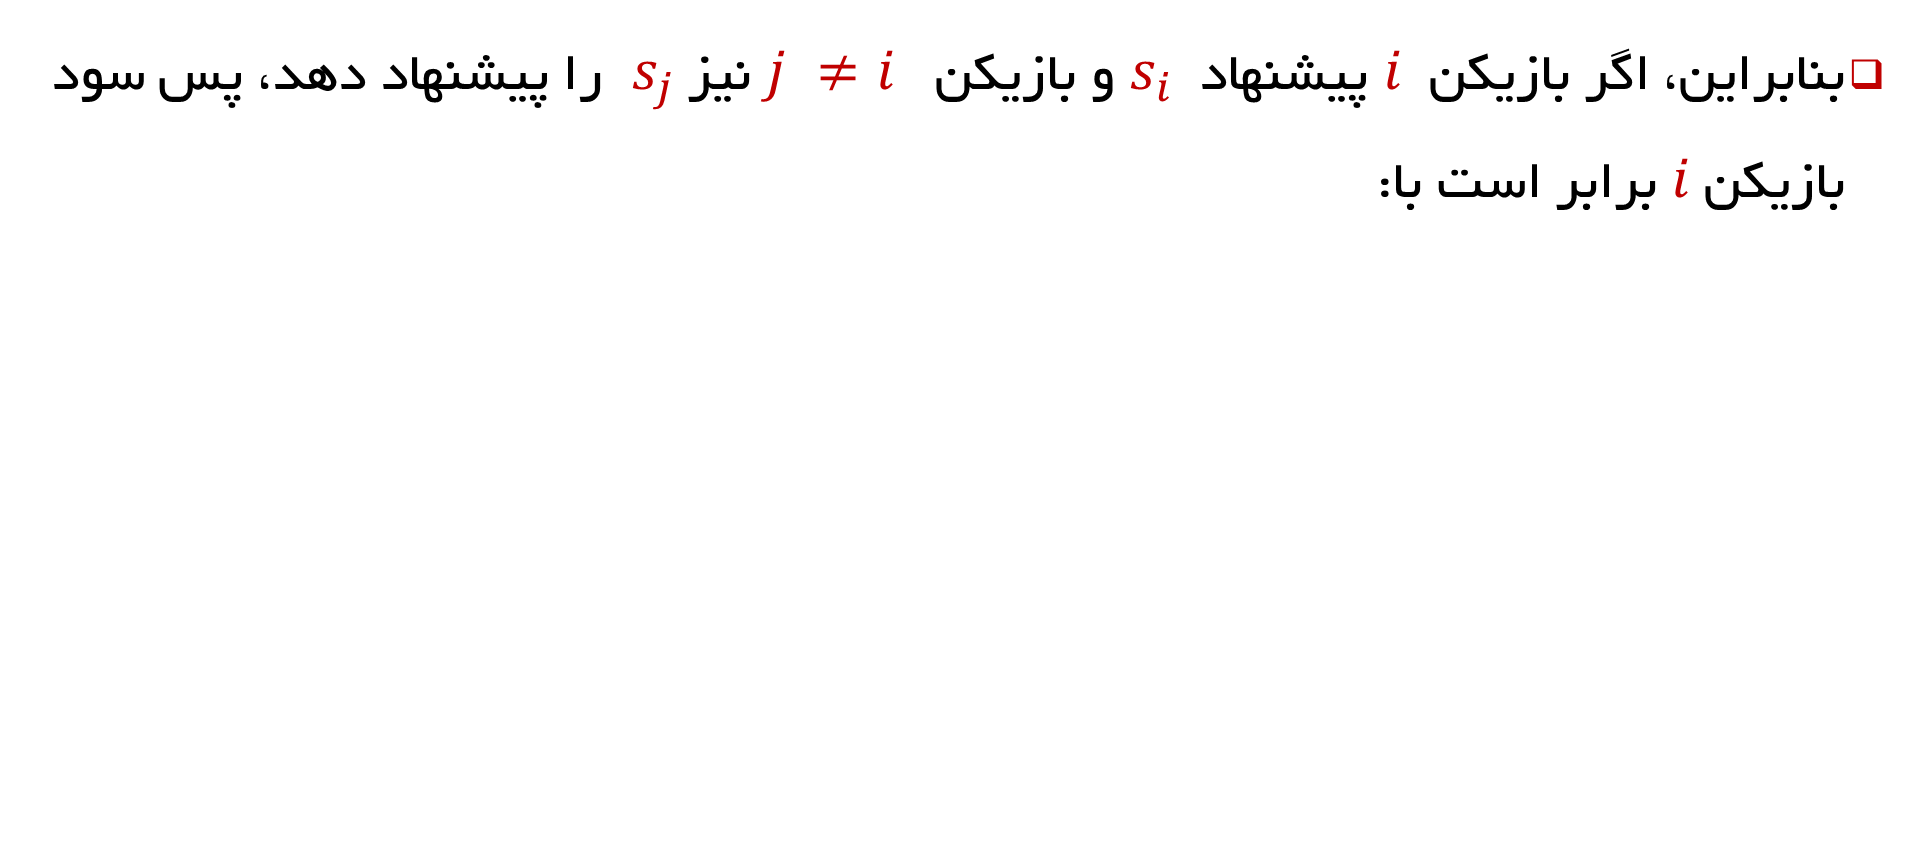 ❑بنابراین، اگر بازیکن i پیشنهاد s_i و بازیکن j ≠ i نیز s_j را پیشنهاد دهد، پس سود
بازیکن i برابر است با: